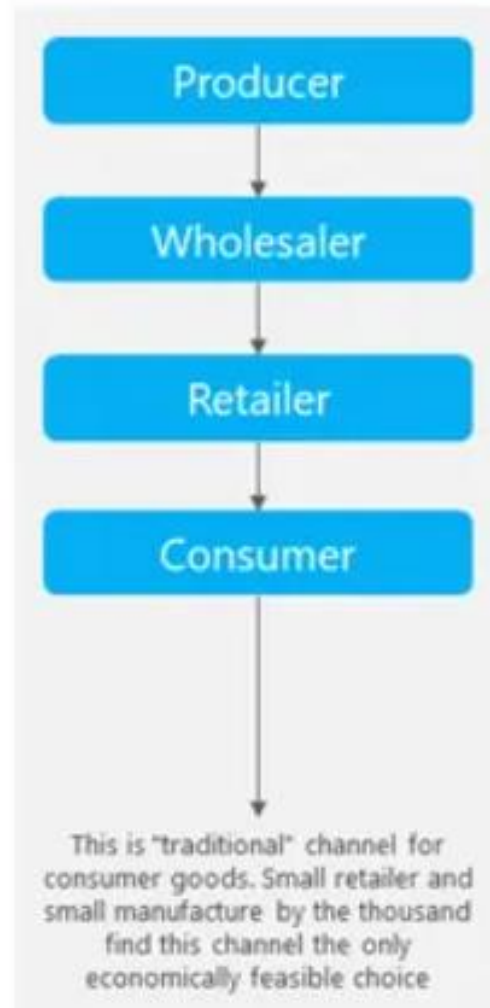 Producer
Wholesaler
Retailer
Consumer
This is "traditional" channel for
consumer goods. Small retailer and
small manufacture by the thousand
find this channel the only
economically feasible choice